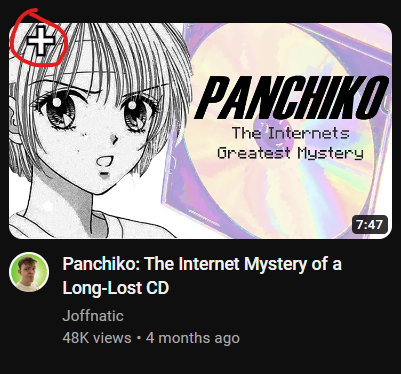 PANCHIKO
The Internets
Greatest Mystery
7:47
Panchiko: The Internet Mystery of a
Long-Lost CD
Joffnatic
48K views • 4 months ago